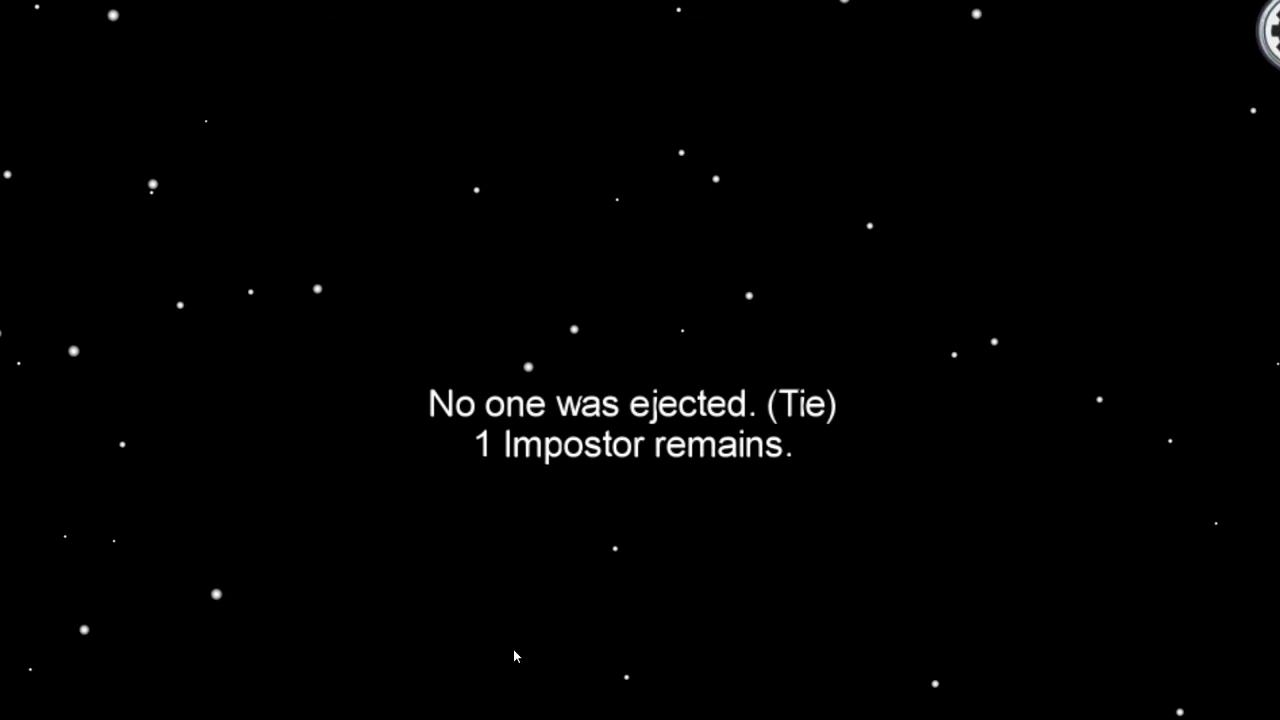 No one was ejected. (Tie)
1 Impostor remains.